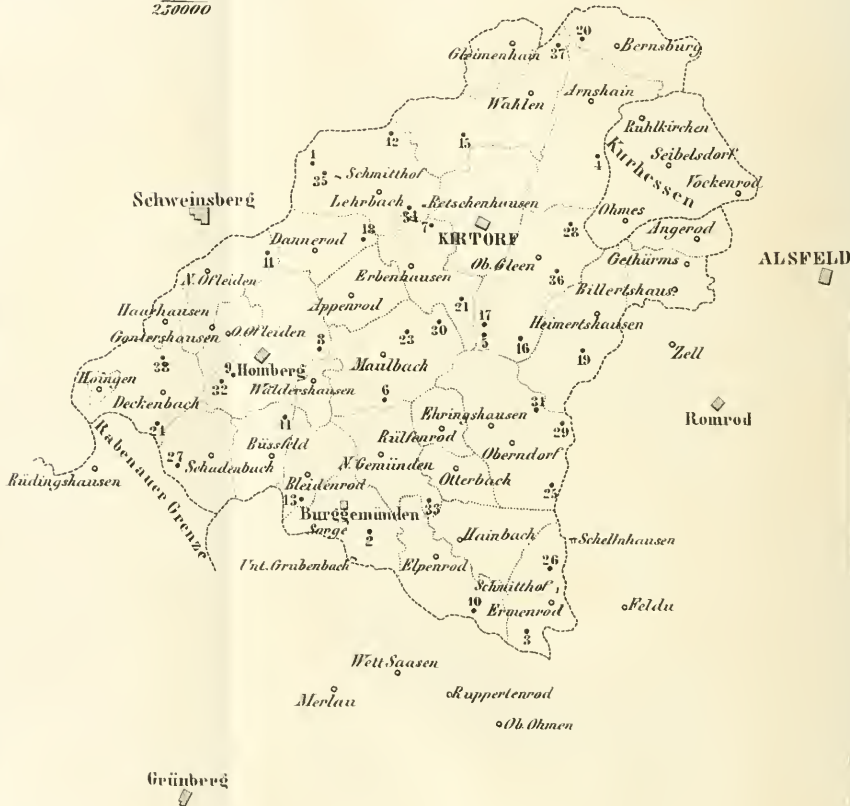 250000
20
Bernsburg
Gleimenhain
37
Wahlen
Arnshain
Ruhlkirchen
12
15
Kurhessen
Seibelsdorf
1
4
35
Schmitthof
Vockenrod
Schweinsberg
Lehrbach
Retschenhausen
34
7
Ohmes
KIRTORF
28
Angerod
18
Dannerod
11
Ob. Gleen
Gethürms
ALSFELD
N. Ofleiden
Erbenhausen
36
Billertshaus.
Appenrod
21
Haarhausen
Gontershausen
O. Ofleiden
30
17
Heimertshausen
23
5
16
8
19
Zell
38
9
Homberg
Maulbach
Hoingen
32
Wäldershausen
6
Deckenbach
31
Romrod
Ehringshausen
24
11
29
Rülfenrod
Rabenauer Grenze
Büssfeld
Oberndorf
27
Schadenbach
N. Gemünden
Rüdingshausen
Otterbach
Bleidenrod
25
13
33
Burggemünden
Sorge
2
Hainbach
Schellnhausen
Unt. Grubenbach
Elpenrod
26
Schmitthof
10
Ermenrod
Feldu
3
Wett Saasen
Merlau
Ruppertenrod
Ob. Ohmen
Grünberg